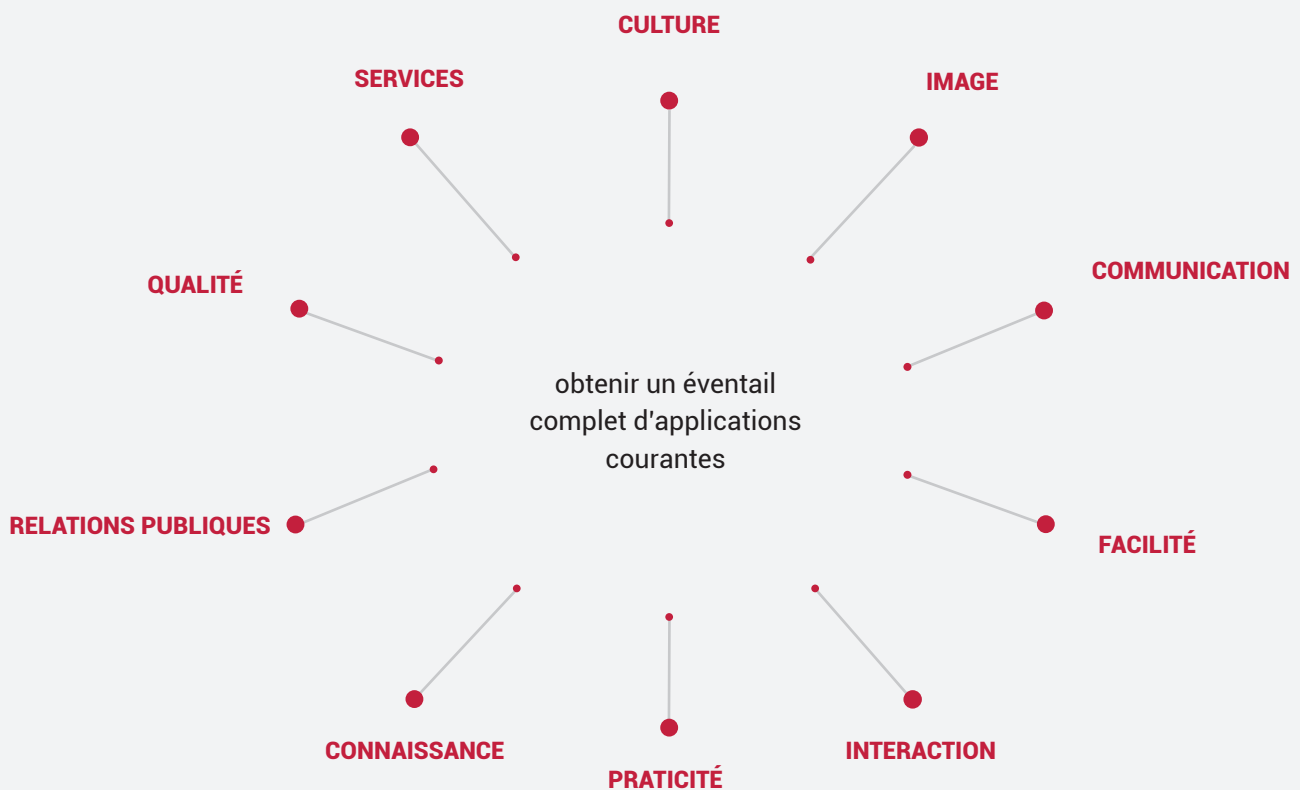 CULTURE
SERVICES
IMAGE
COMMUNICATION
QUALITÉ
obtenir un éventail
complet d'applications
courantes
RELATIONS PUBLIQUES
FACILITÉ
CONNAISSANCE
INTERACTION
PRATICITÉ